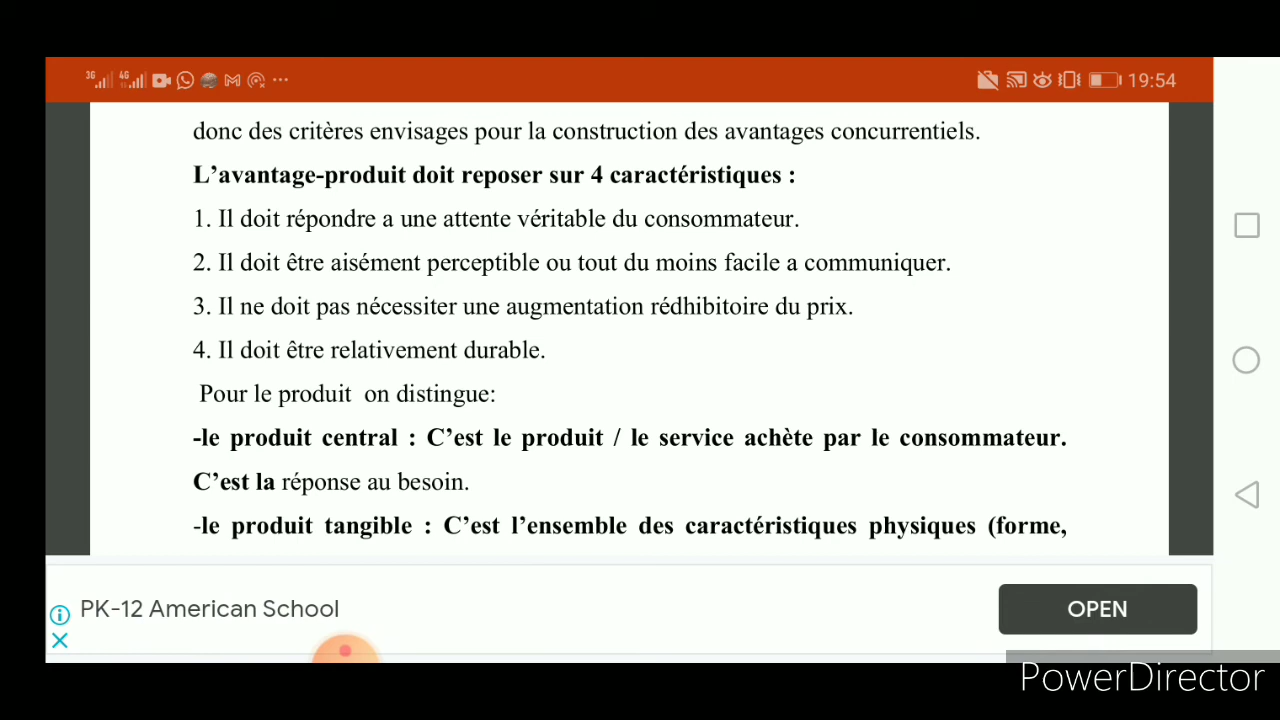 3G 4G 19:54
donc des critères envisages pour la construction des avantages concurrentiels.
L’avantage-produit doit reposer sur 4 caractéristiques :
1. Il doit répondre a une attente véritable du consommateur.
2. Il doit être aisément perceptible ou tout du moins facile a communiquer.
3. Il ne doit pas nécessiter une augmentation rédhibitoire du prix.
4. Il doit être relativement durable.
Pour le produit on distingue:
-le produit central : C’est le produit / le service achète par le consommateur.
C’est la réponse au besoin.
-le produit tangible : C’est l’ensemble des caractéristiques physiques (forme,
PK-12 American School
OPEN
PowerDirector